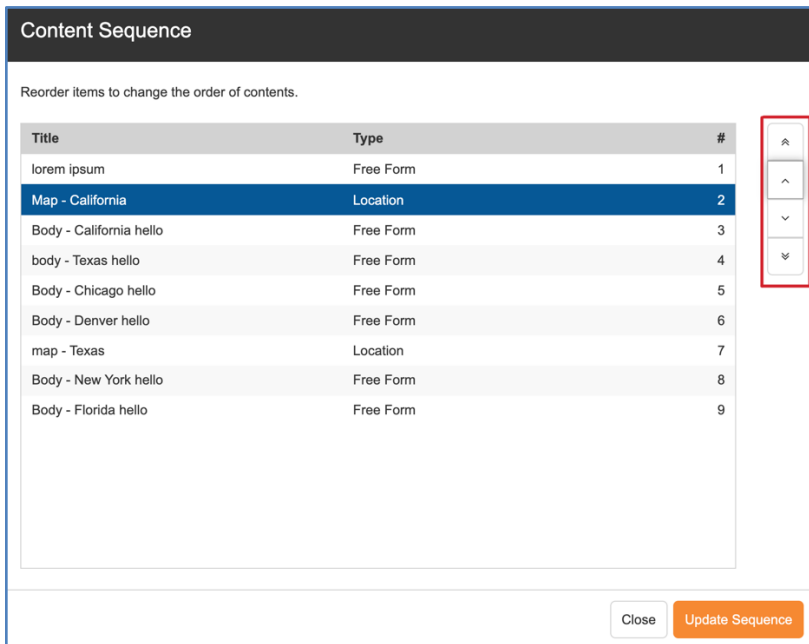 Content Sequence
Reorder items to change the order of contents.
Title Type #
lorem ipsum Free Form 1
Map - California Location 2
Body - California hello Free Form 3
body - Texas hello Free Form 4
Body - Chicago hello Free Form 5
Body - Denver hello Free Form 6
map - Texas Location 7
Body - New York hello Free Form 8
Body - Florida hello Free Form 9
Close Update Sequence